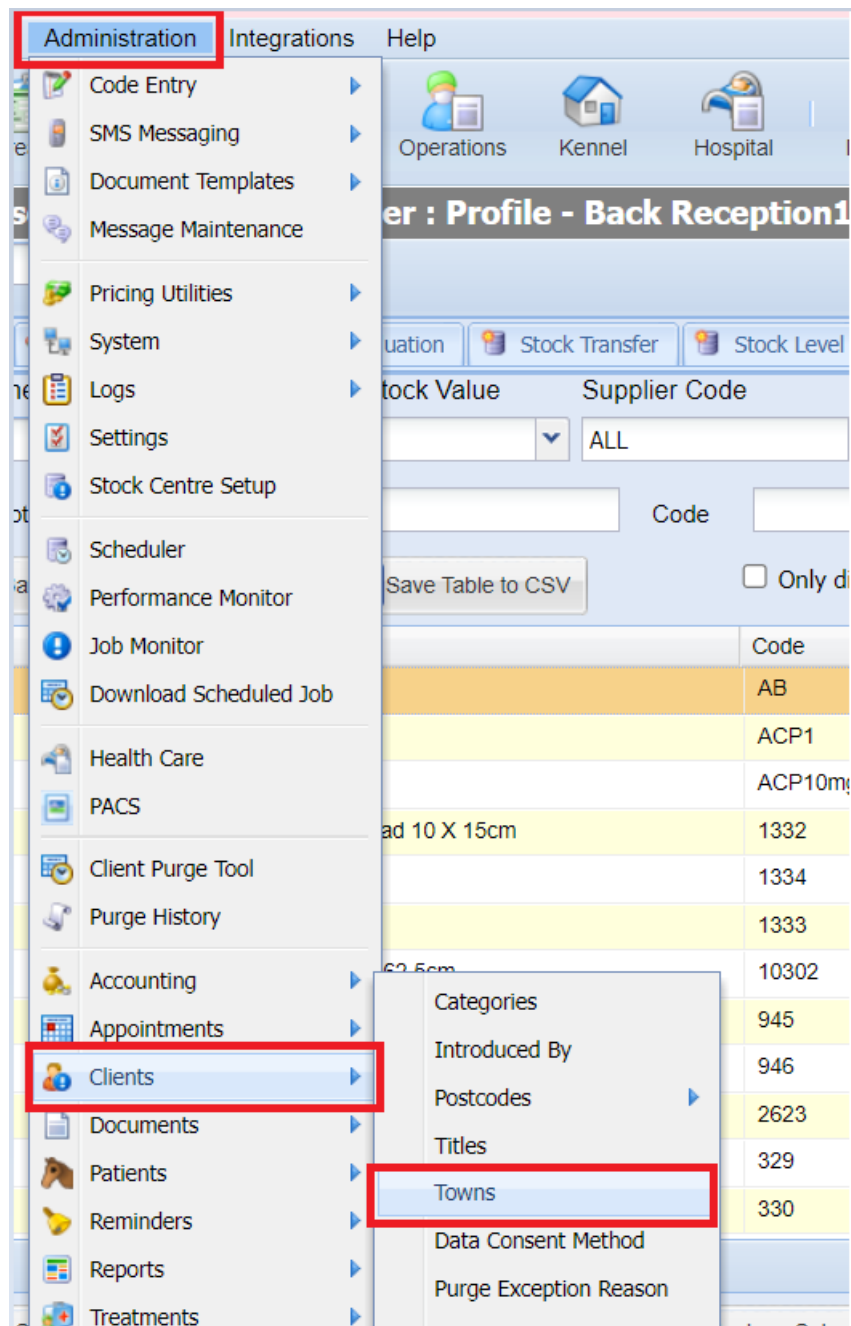 Administration Integrations Help
Code Entry
SMS Messaging
Operations Kennel Hospital
Document Templates
er : Profile - Back Reception1
Message Maintenance
Pricing Utilities
System
uation Stock Transfer Stock Level
Logs
tock Value Supplier Code
Settings
ALL
Stock Centre Setup
Code
Scheduler
Save Table to CSV Only di
Performance Monitor
Job Monitor
Code
Download Scheduled Job
AB
ACP1
Health Care
ACP10mg
PACS
ad 10 X 15cm 1332
Client Purge Tool
1334
Purge History
1333
Accounting
62.5cm 10302
Categories
Appointments
945
Introduced By
946
Clients
Postcodes
2623
Documents
Titles
329
Patients
Towns
330
Reminders
Data Consent Method
Reports
Purge Exception Reason
Treatments